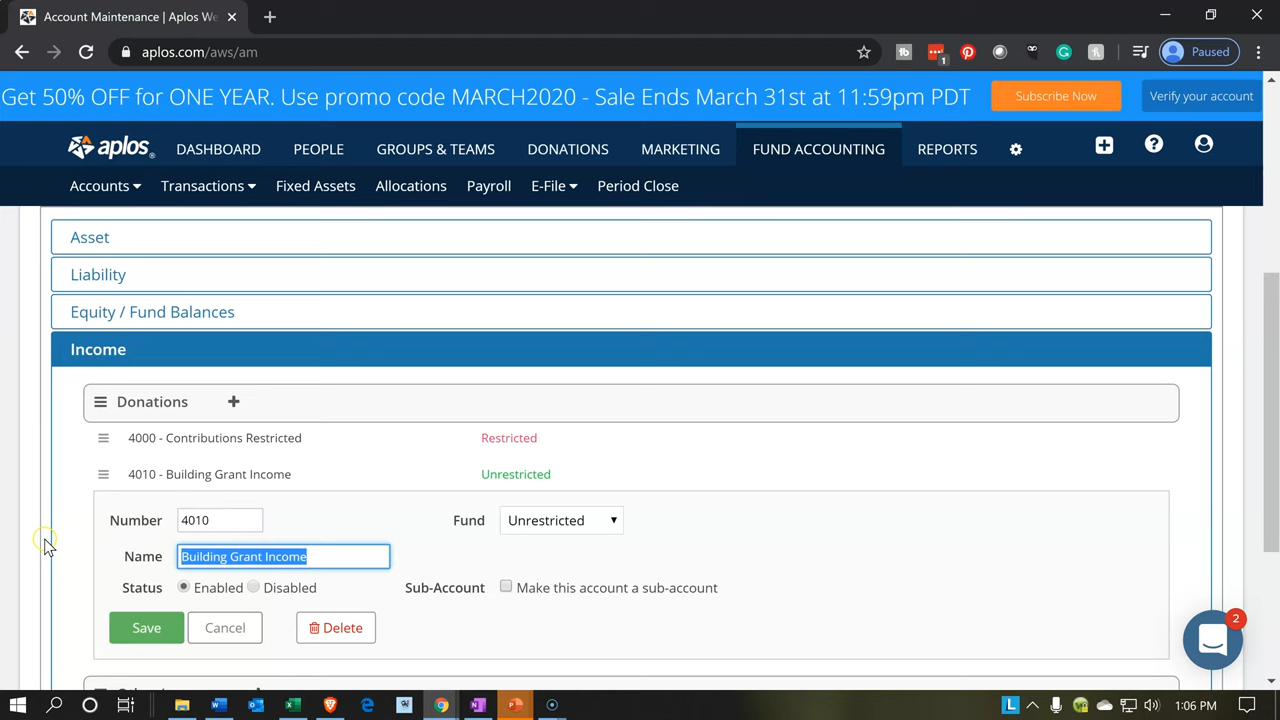 Account Maintenance | Aplos We
aplos.com/aws/am
1
Paused
Get 50% OFF for ONE YEAR. Use promo code MARCH2020 - Sale Ends March 31st at 11:59pm PDT
Subscribe Now
Verify your account
aplos
DASHBOARD
PEOPLE
GROUPS & TEAMS
DONATIONS
MARKETING
FUND ACCOUNTING
REPORTS
Accounts
Transactions
Fixed Assets
Allocations
Payroll
E-File
Period Close
Asset
Liability
Equity / Fund Balances
Income
Donations
4000 - Contributions Restricted
Restricted
4010 - Building Grant Income
Unrestricted
Number
4010
Fund
Unrestricted
Name
Building Grant Income
Status
Enabled
Disabled
Sub-Account
Make this account a sub-account
Save
Cancel
Delete
2
1:06 PM